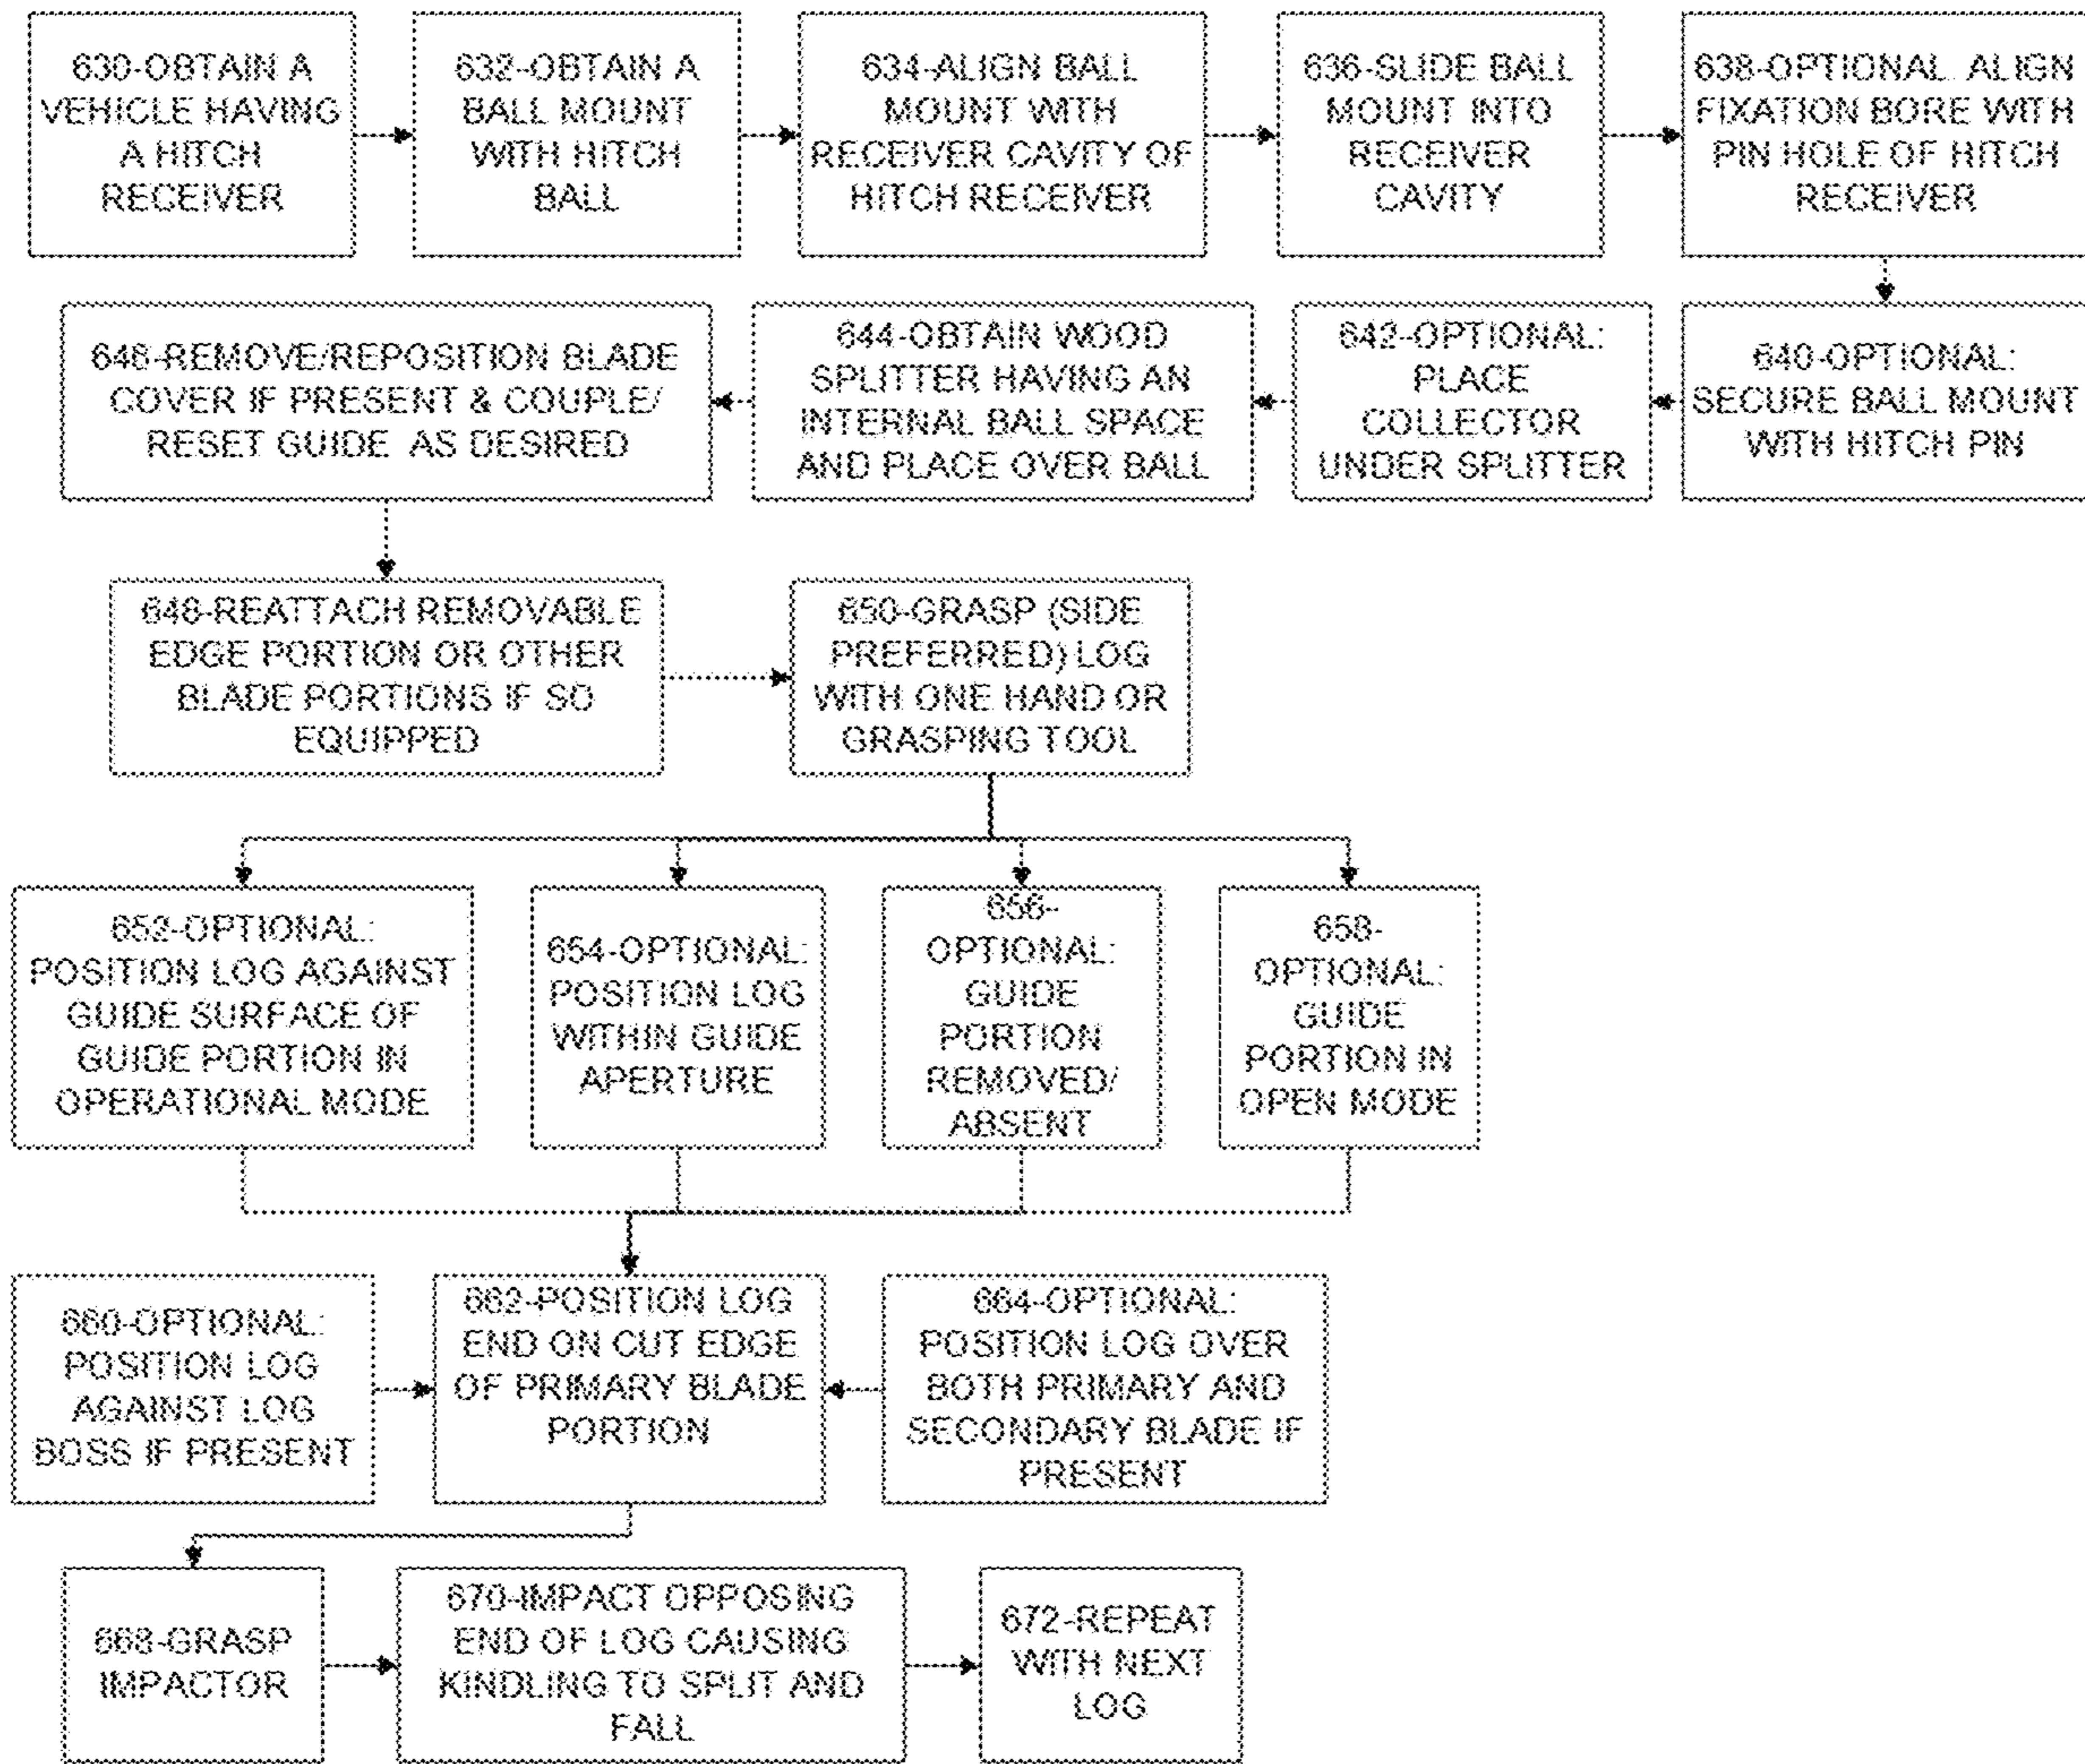 630-OBTAIN A
VEHICLE HAVING
A HITCH
RECEIVER
632-OBTAIN A
BALL MOUNT
WITH HITCH
BALL
634-ALIGN BALL
MOUNT WITH
RECEIVER CAVITY OF
HITCH RECEIVER
636-SLIDE BALL
MOUNT INTO
RECEIVER
CAVITY
638-OPTIONAL. ALIGN
FIXATION BORE WITH
PIN HOLE OF HITCH
RECEIVER
640-OPTIONAL:
SECURE BALL MOUNT
WITH HITCH PIN
642-OPTIONAL:
PLACE
COLLECTOR
UNDER SPLITTER
644-OBTAIN WOOD
SPLITTER HAVING AN
INTERNAL BALL SPACE
AND PLACE OVER BALL
646-REMOVE/REPOSITION BLADE
COVER IF PRESENT & COUPLE/
RESET GUIDE AS DESIRED
648-REATTACH REMOVABLE
EDGE PORTION OR OTHER
BLADE PORTIONS IF SO
EQUIPPED
650-GRASP (SIDE
PREFERRED) LOG
WITH ONE HAND OR
GRASPING TOOL
652-OPTIONAL:
POSITION LOG AGAINST
GUIDE SURFACE OF
GUIDE PORTION IN
OPERATIONAL MODE
654-OPTIONAL:
POSITION LOG
WITHIN GUIDE
APERTURE
656-
OPTIONAL:
GUIDE
PORTION
REMOVED/
ABSENT
658-
OPTIONAL:
GUIDE
PORTION IN
OPEN MODE
660-OPTIONAL:
POSITION LOG
AGAINST LOG
BOSS IF PRESENT
662-POSITION LOG
END ON CUT EDGE
OF PRIMARY BLADE
PORTION
664-OPTIONAL:
POSITION LOG OVER
BOTH PRIMARY AND
SECONDARY BLADE IF
PRESENT
668-GRASP
IMPACTOR
670-IMPACT OPPOSING
END OF LOG CAUSING
KINDLING TO SPLIT AND
FALL
672-REPEAT
WITH NEXT
LOG